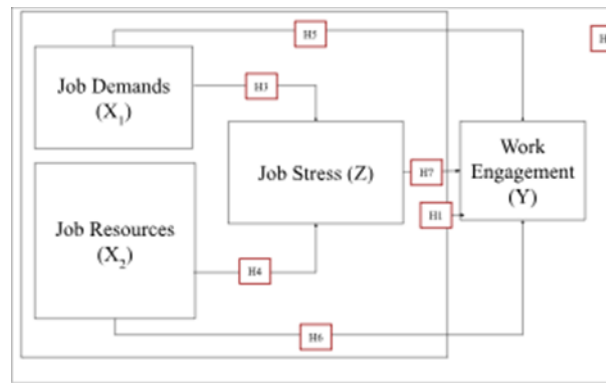 H5
H
Job Demands
(X₁)
H3
Job Stress (Z)
H7
Work
Engagement
(Y)
H1
Job Resources
(X₂)
H4
H6